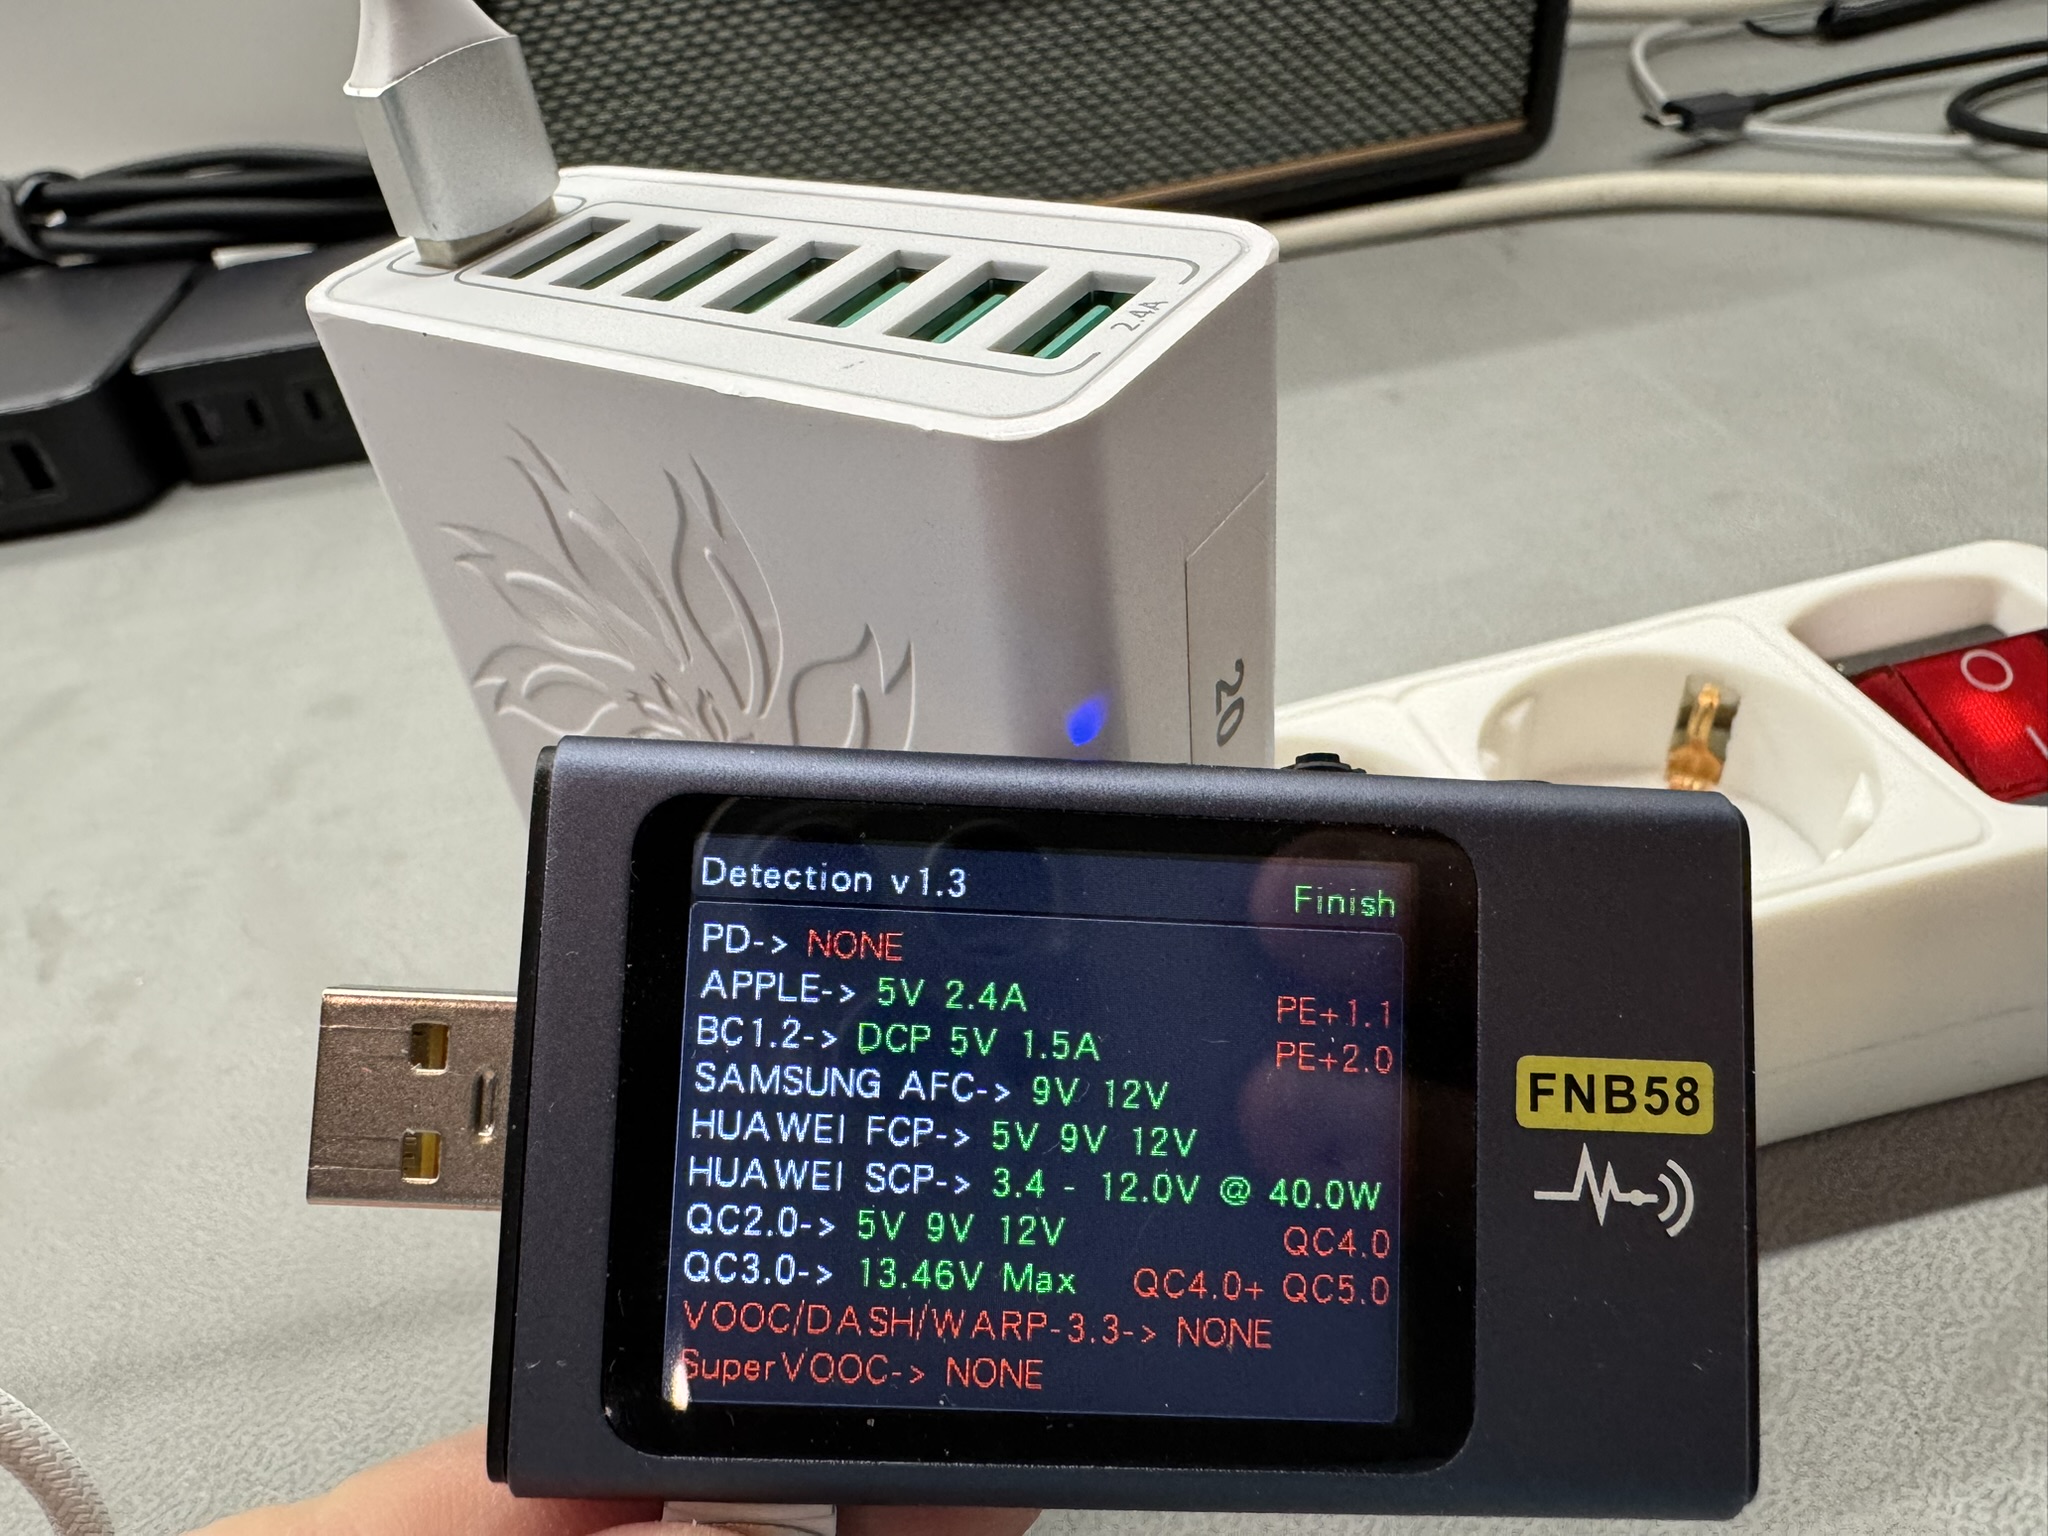 2.4A
20
Detection v1.3 Finish
PD-> NONE
APPLE-> 5V 2.4A PE+1.1
BC1.2-> DCP 5V 1.5A PE+2.0
SAMSUNG AFC-> 9V 12V
HUAWEI FCP-> 5V 9V 12V
HUAWEI SCP-> 3.4 - 12.0V @ 40.0W
QC2.0-> 5V 9V 12V QC4.0
QC3.0-> 13.46V Max QC4.0+ QC5.0
VOOC/DASH/WARP-3.3-> NONE
SuperVOOC-> NONE
FNB58